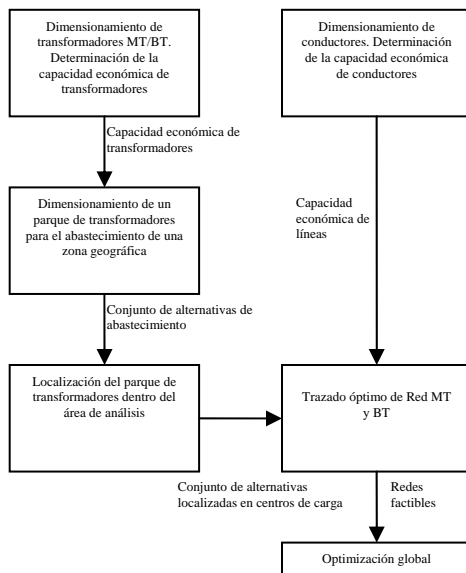 Dimensionamiento de
transformadores MT/BT.
Determinación de la
capacidad económica de
transformadores
Dimensionamiento de
conductores. Determinación
de la capacidad económica
de conductores
Capacidad económica de
transformadores
Dimensionamiento de un
parque de transformadores
para el abastecimiento de una
zona geográfica
Capacidad
económica de
líneas
Conjunto de alternativas de
abastecimiento
Localización del parque de
transformadores dentro del
área de análisis
Trazado óptimo de Red MT
y BT
Conjunto de alternativas
localizadas en centros de carga
Redes
factibles
Optimización global